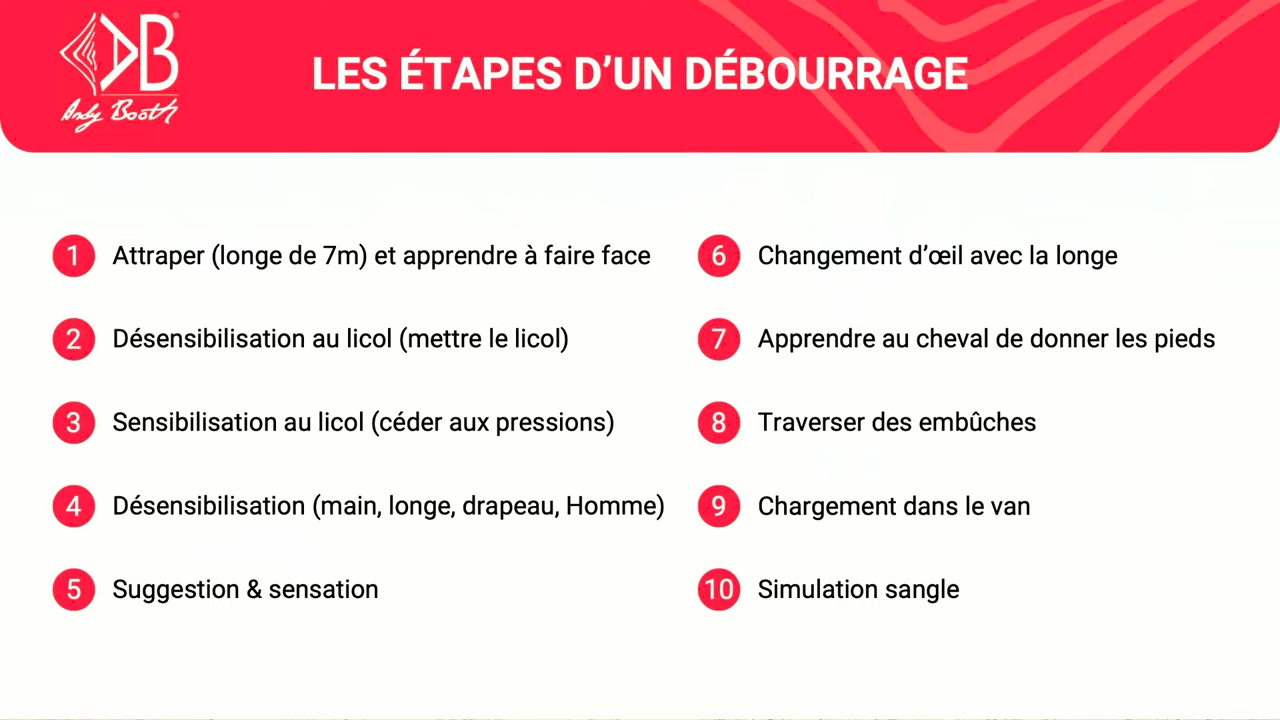 DB
®
Andy Booth
LES ÉTAPES D’UN DÉBOURRAGE
1 Attraper (longe de 7m) et apprendre à faire face
2 Désensibilisation au licol (mettre le licol)
3 Sensibilisation au licol (céder aux pressions)
4 Désensibilisation (main, longe, drapeau, Homme)
5 Suggestion & sensation
6 Changement d’œil avec la longe
7 Apprendre au cheval de donner les pieds
8 Traverser des embûches
9 Chargement dans le van
10 Simulation sangle